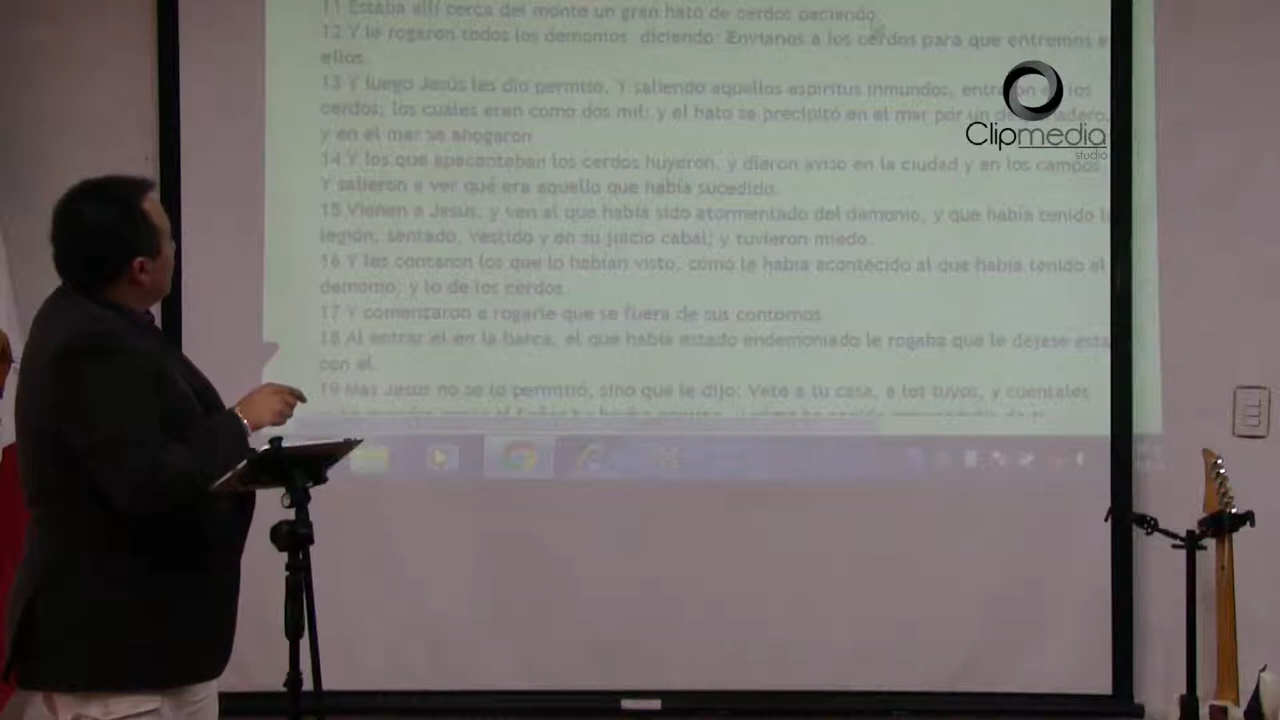 11 Estaba allí cerca del monte un gran hato de cerdos paciendo.
12 Y le rogaron todos los demonios, diciendo: Envíanos a los cerdos para que entremos e
ellos.
13 Y luego Jesús les dio permiso. Y saliendo aquellos espíritus inmundos, entraron en los
cerdos, los cuales eran como dos mil; y el hato se precipitó en el mar por un despeñadero,
y en el mar se ahogaron.
14 Y los que apacentaban los cerdos huyeron, y dieron aviso en la ciudad y en los campos.
Y salieron a ver qué era aquello que había sucedido.
15 Vienen a Jesús, y ven al que había sido atormentado del demonio, y que había tenido l
legión, sentado, vestido y en su juicio cabal; y tuvieron miedo.
16 Y les contaron los que lo habían visto, cómo le había acontecido al que había tenido el
demonio, y lo de los cerdos.
17 Y comenzaron a rogarle que se fuera de sus contornos.
18 Al entrar él en la barca, el que había estado endemoniado le rogaba que le dejase esta
con él.
19 Mas Jesús no se lo permitió, sino que le dijo: Vete a tu casa, a los tuyos, y cuéntales
Clipmedia
studio